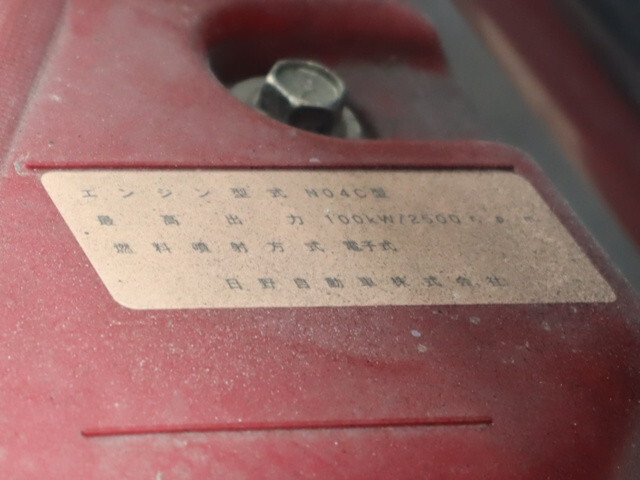 エンジン型式 N04C型
最高出力 100kW/2500r.p.m.
燃料噴射方式 電子式
日野自動車株式会社